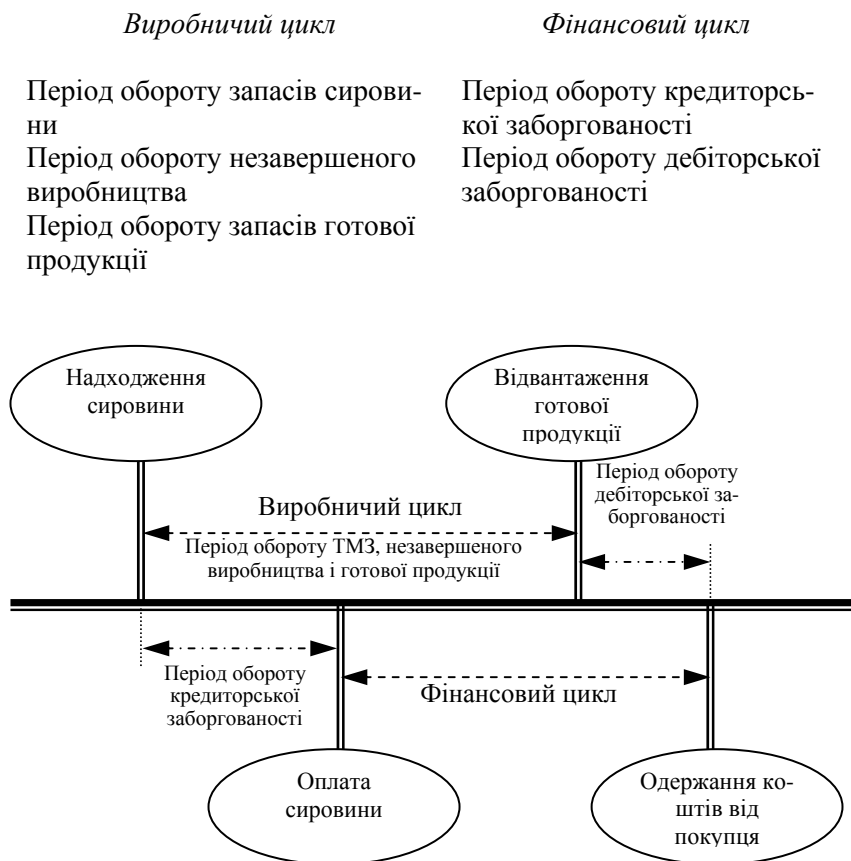 Виробничий цикл
Фінансовий цикл
Період обороту запасів сирови-
ни
Період обороту незавершеного
виробництва
Період обороту запасів готової
продукції
Період обороту кредиторсь-
кої заборгованості
Період обороту дебіторської
заборгованості
Надходження
сировини
Відвантаження
готової
продукції
Період обороту
дебіторської за-
боргованості
Виробничий цикл
Період обороту ТМЗ, незавершеного
виробництва і готової продукції
Період обороту
кредиторської
заборгованості
Фінансовий цикл
Оплата
сировини
Одержання ко-
штів від
покупця